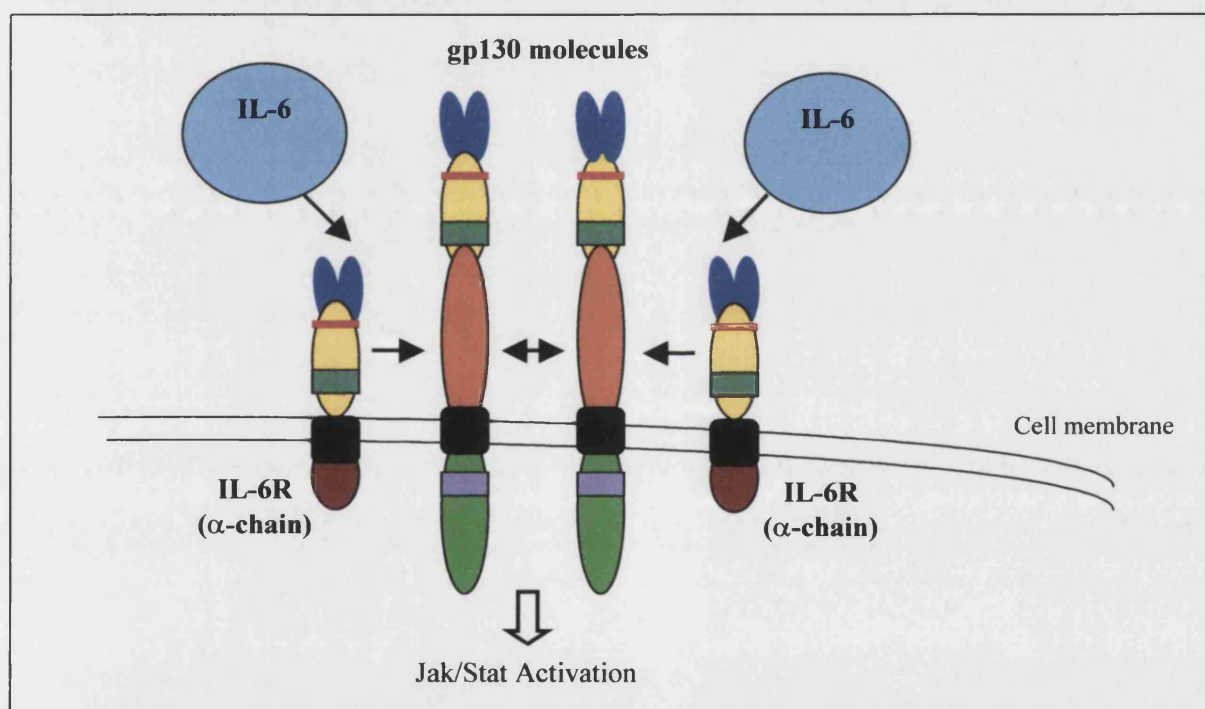 gp130 molecules
IL-6
IL-6
Cell membrane
IL-6R
(α-chain)
IL-6R
(α-chain)
Jak/Stat Activation